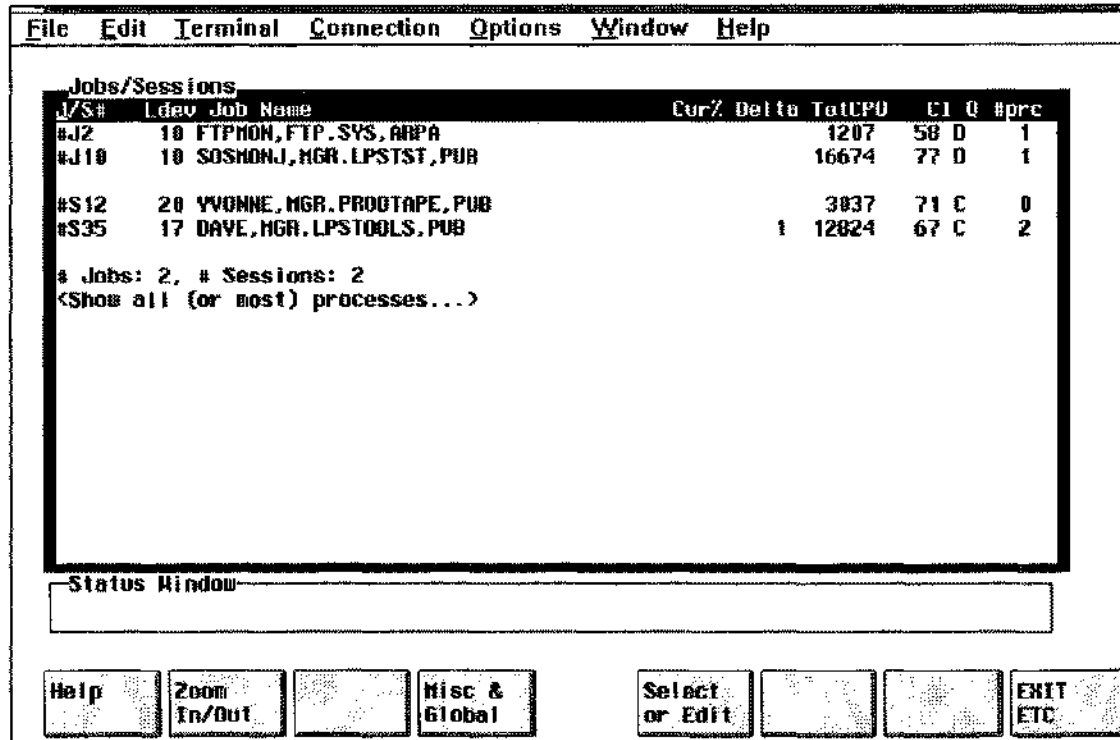 File Edit Terminal Connection Options Window Help
Jobs/Sessions
J/S# Ldev Job Name Cur% Delta TotCPU Cl Q #prc
#J2 10 FTPMON,FTP.SYS,ARPA 1207 58 D 1
#J10 10 SOSMONJ,MGR.LPSTST,PUB 16674 77 D 1
#S12 20 YVONNE,MGR.PRODTAPE,PUB 3037 71 C 0
#S35 17 DAVE,MGR.LPSTOOLS,PUB 1 12024 67 C 2
# Jobs: 2, # Sessions: 2
<Show all (or most) processes...>
Status Window
Help Zoom Misc & Select EXIT
In/Out Global or Edit ETC